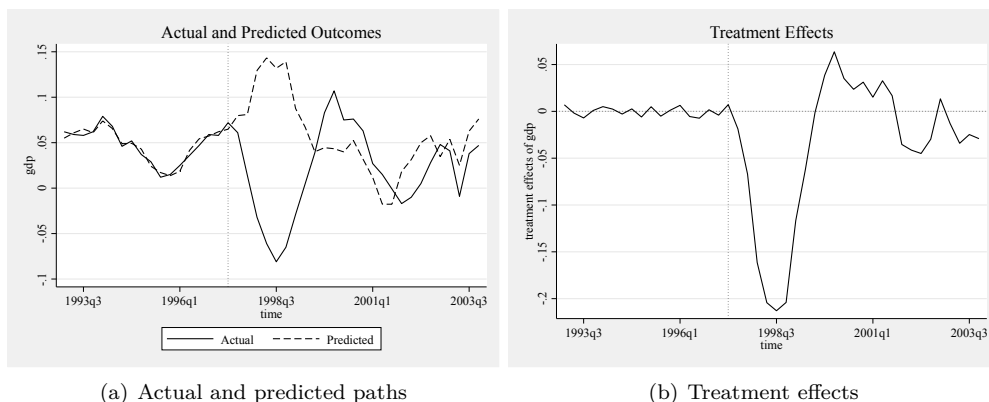 Actual and Predicted Outcomes
gdp
.15
.1
.05
0
-.05
-.1
1993q3 1996q1 1998q3 2001q1 2003q3
time
Actual Predicted
(a) Actual and predicted paths
Treatment Effects
treatment effects of gdp
.05
0
-.05
-.1
-.15
-.2
1993q3 1996q1 1998q3 2001q1 2003q3
time
(b) Treatment effects